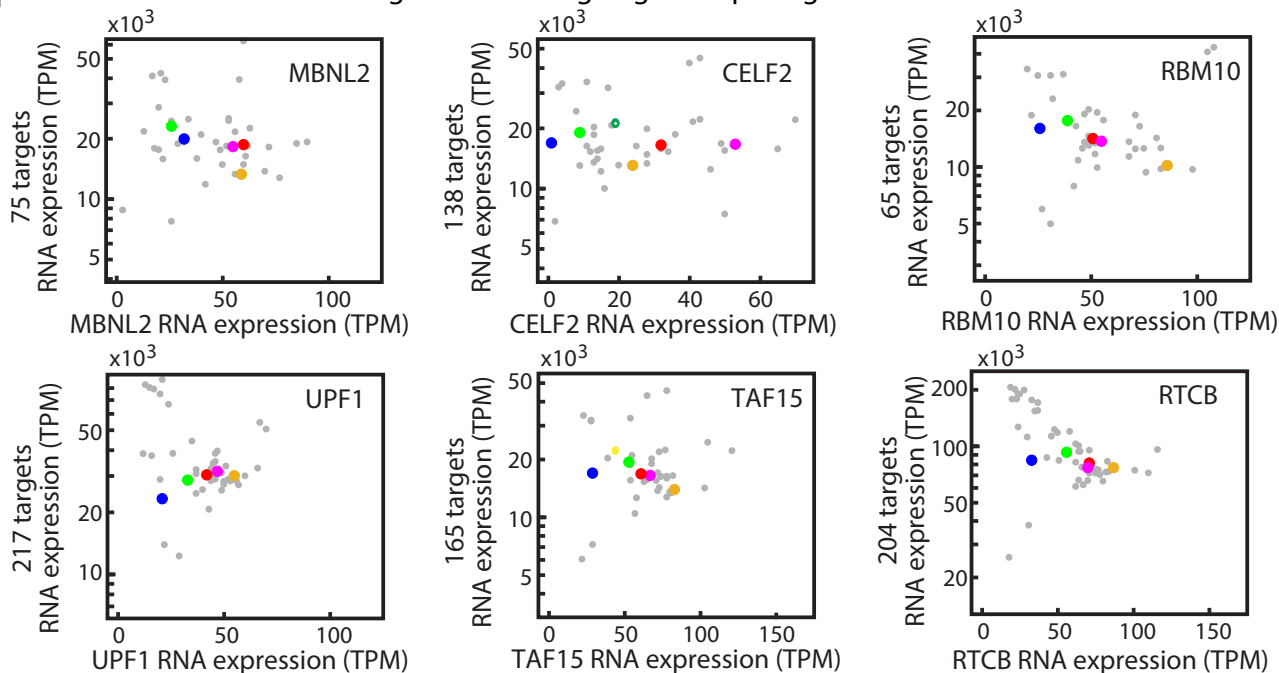 x10³
50
20
10
5
75 targets
RNA expression (TPM)
MBNL2
0
50
100
MBNL2 RNA expression (TPM)
x10³
50
20
10
5
138 targets
RNA expression (TPM)
CELF2
0
20
40
60
CELF2 RNA expression (TPM)
x10³
20
10
5
65 targets
RNA expression (TPM)
RBM10
0
50
100
RBM10 RNA expression (TPM)
x10³
50
20
10
217 targets
RNA expression (TPM)
UPF1
0
50
100
UPF1 RNA expression (TPM)
x10³
50
20
10
5
165 targets
RNA expression (TPM)
TAF15
0
50
100
150
TAF15 RNA expression (TPM)
x10³
200
100
50
20
204 targets
RNA expression (TPM)
RTCB
0
50
100
150
RTCB RNA expression (TPM)